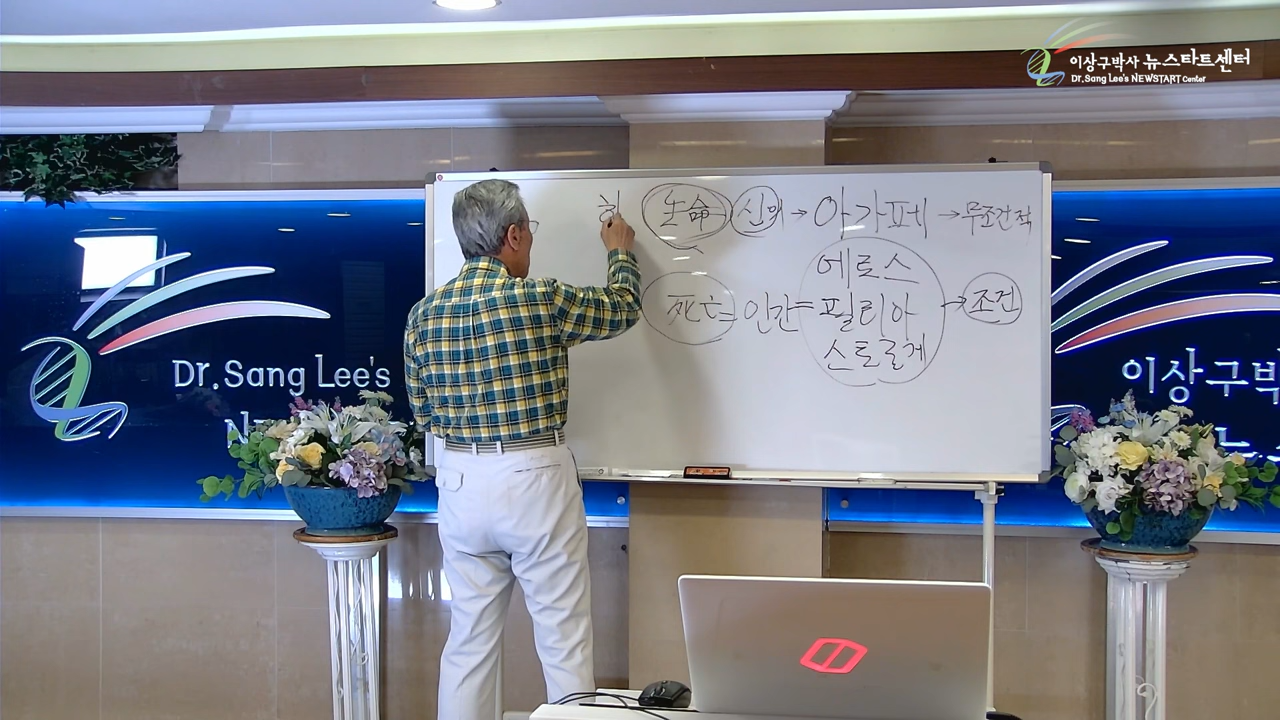 이상구박사 뉴스타트센터
Dr.Sang Lee's NEWSTART Center
生命 신의 → 아가페 → 무조건적
에로스
死亡 = 인간 = 필리아 → 조건
스토르게
Dr.Sang Lee's
이상구박